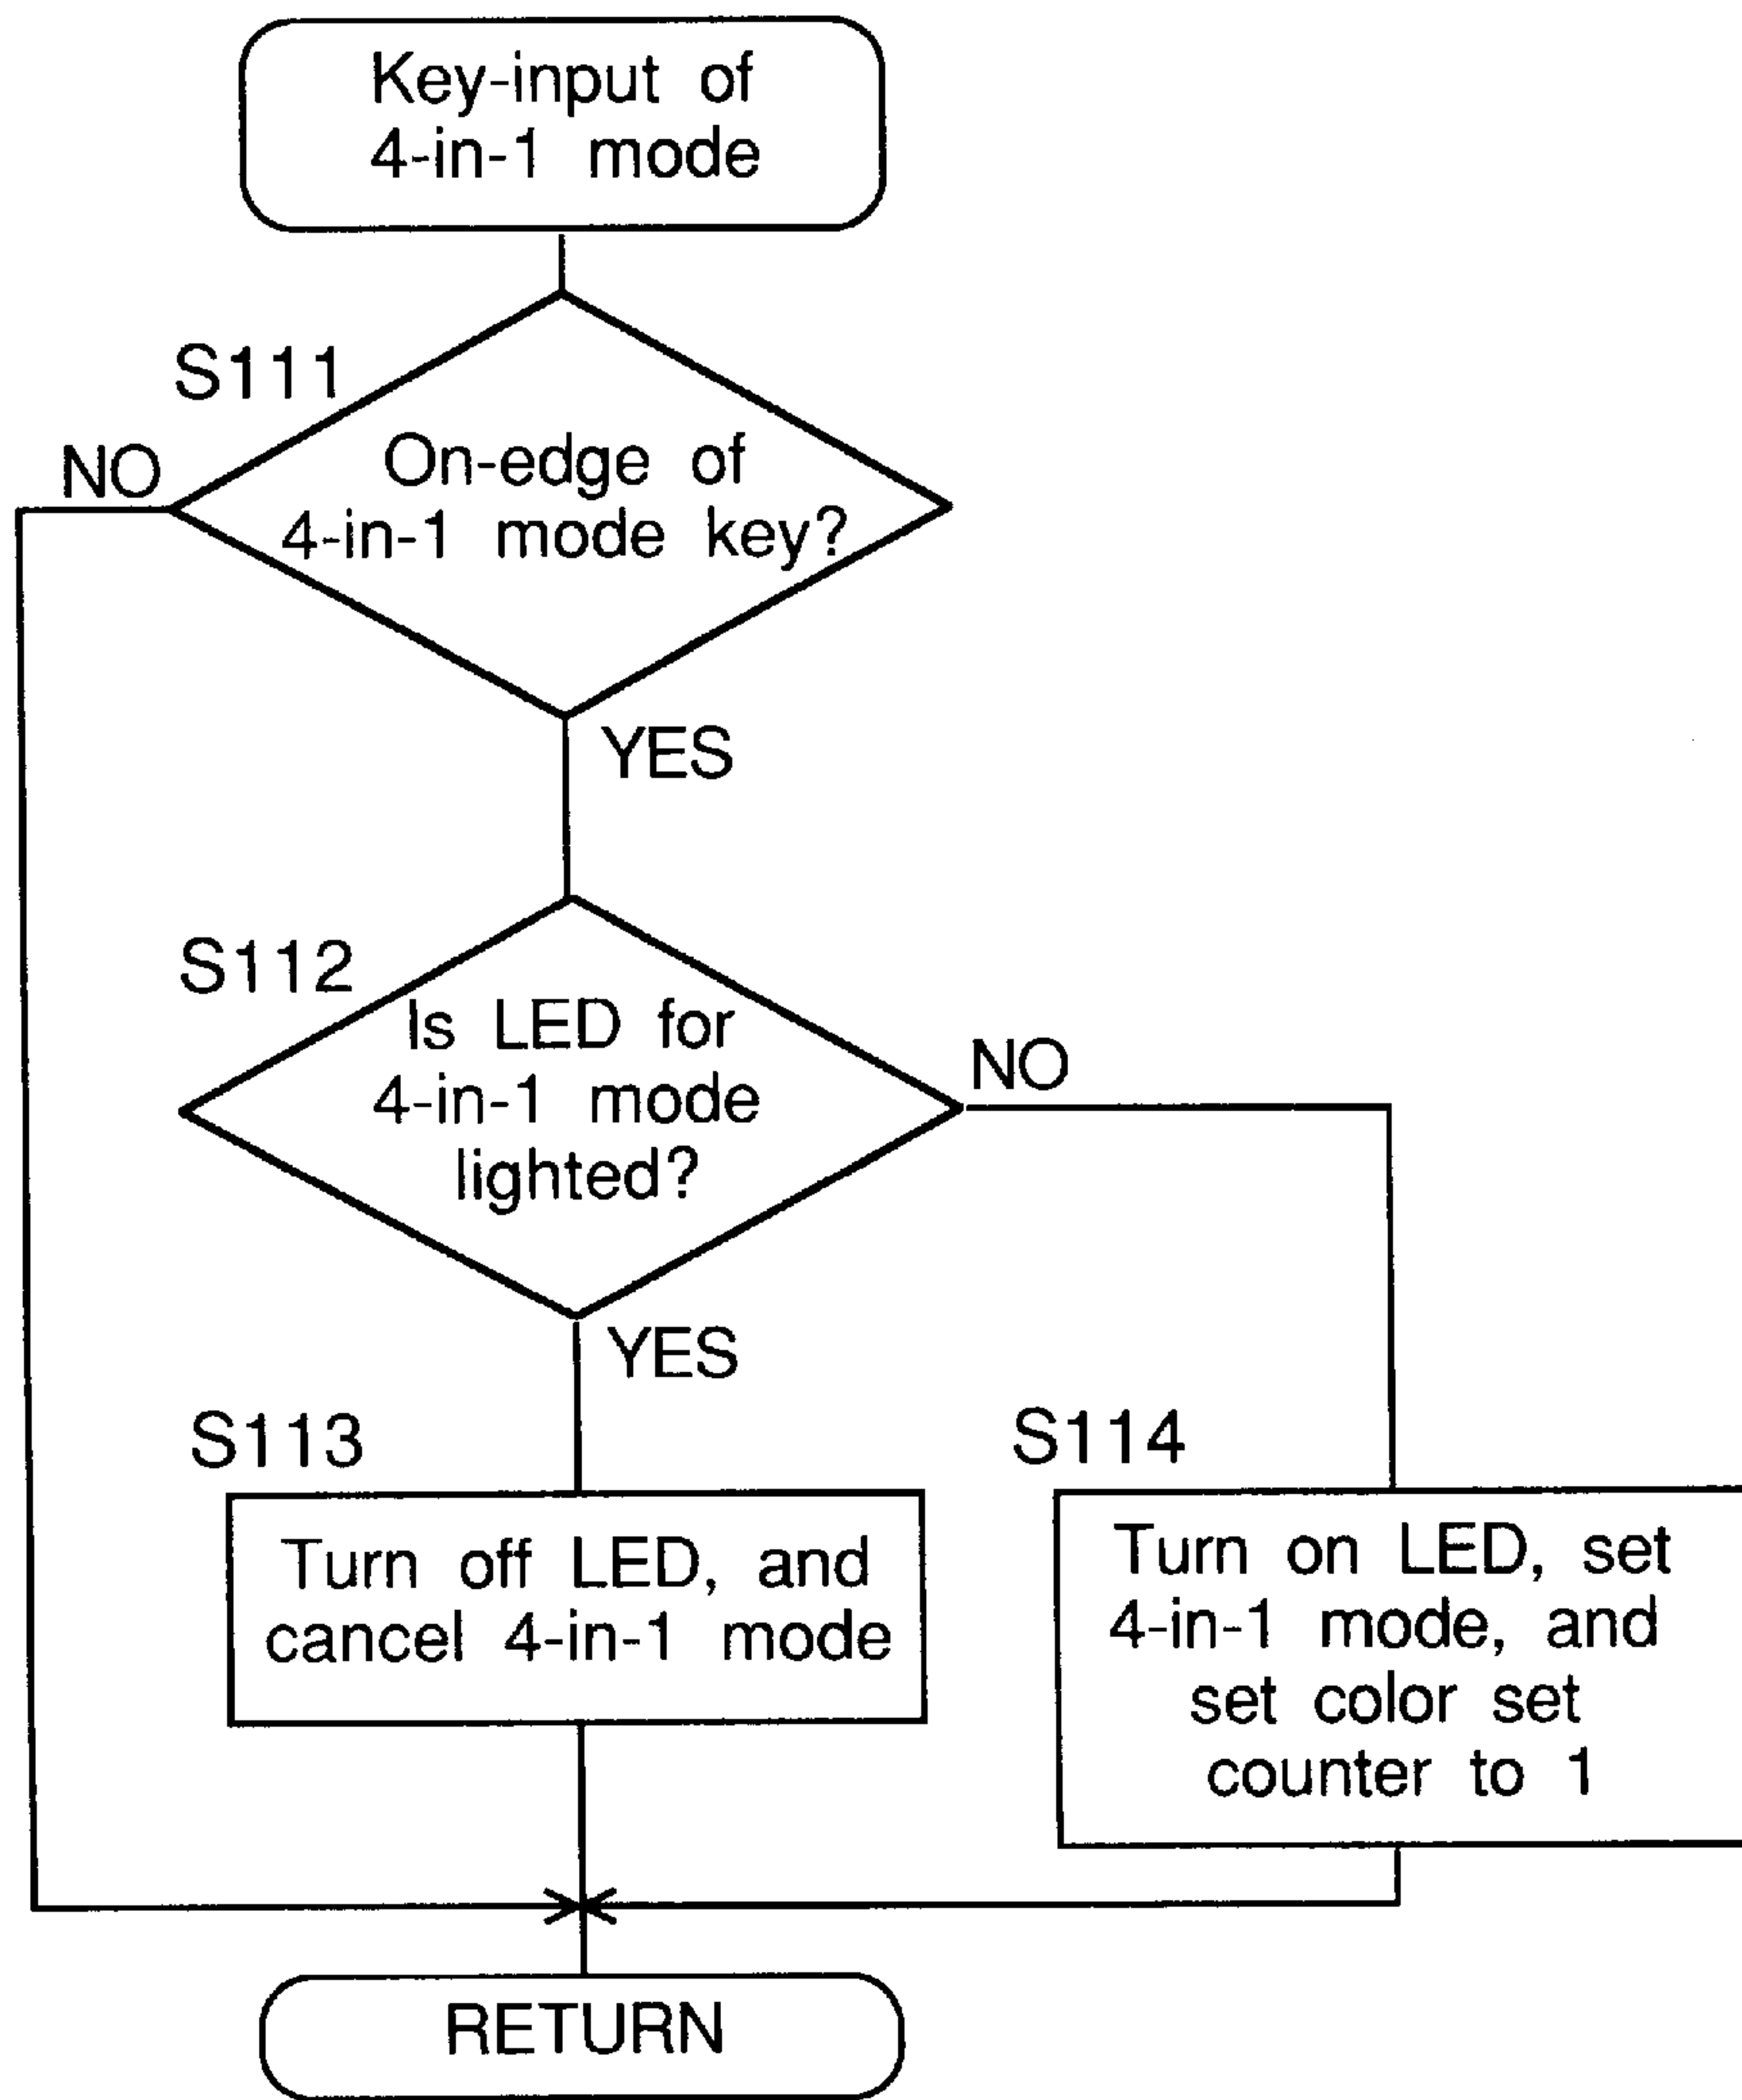 Key-input of
4-in-1 mode
S111
NO
On-edge of
4-in-1 mode key?
YES
S112
Is LED for
4-in-1 mode
lighted?
NO
YES
S113
Turn off LED, and
cancel 4-in-1 mode
S114
Turn on LED, set
4-in-1 mode, and
set color set
counter to 1
RETURN